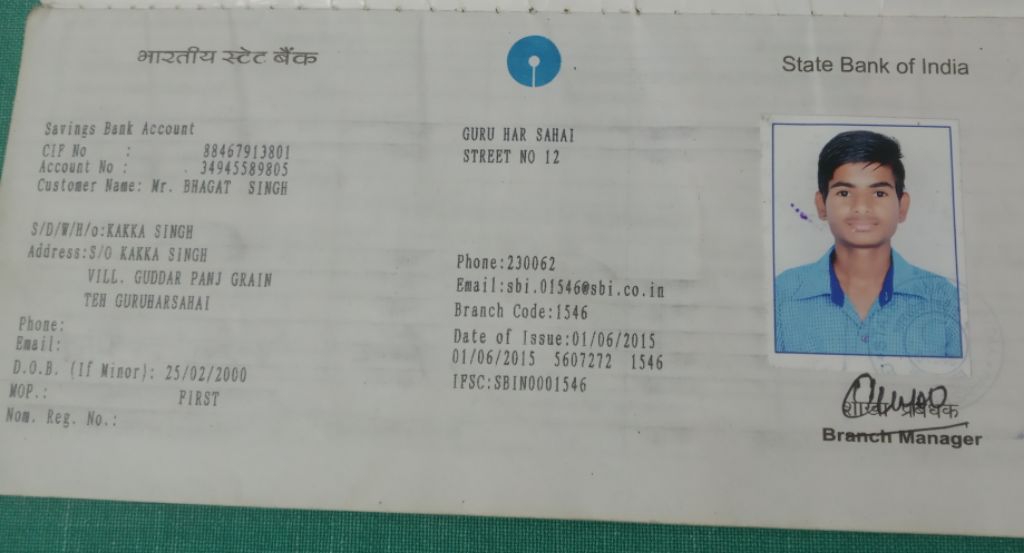 भारतीय स्टेट बैंक
State Bank of India
Savings Bank Account
CIF No : 88467913801
Account No : 34945589805
Customer Name: Mr. BHAGAT SINGH
S/D/W/H/o:KAKKA SINGH
Address:S/O KAKKA SINGH
VILL. GUDDAR PANJ GRAIN
TEH GURUHARSAHAI
Phone:
Email:
D.O.B. (If Minor): 25/02/2000
MOP.: FIRST
Nom. Reg. No.:
GURU HAR SAHAI
STREET NO 12
Phone:230062
Email:sbi.01546@sbi.co.in
Branch Code:1546
Date of Issue:01/06/2015
01/06/2015 5607272 1546
IFSC:SBIN0001546
शाखा प्रबंधक
Branch Manager